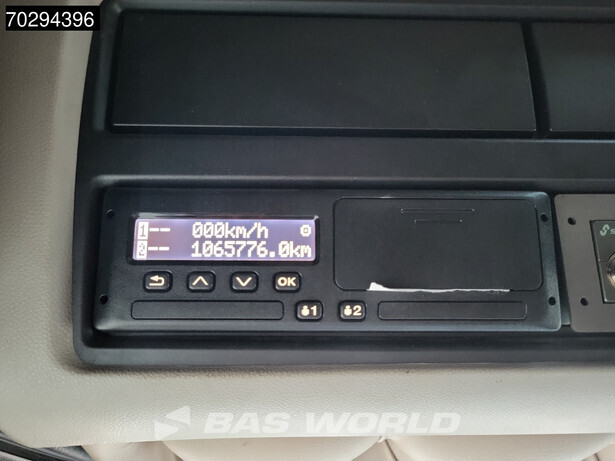 70294396
1 -- 000km/h
2 -- 1065776.0km
OK
1 2
BAS WORLD